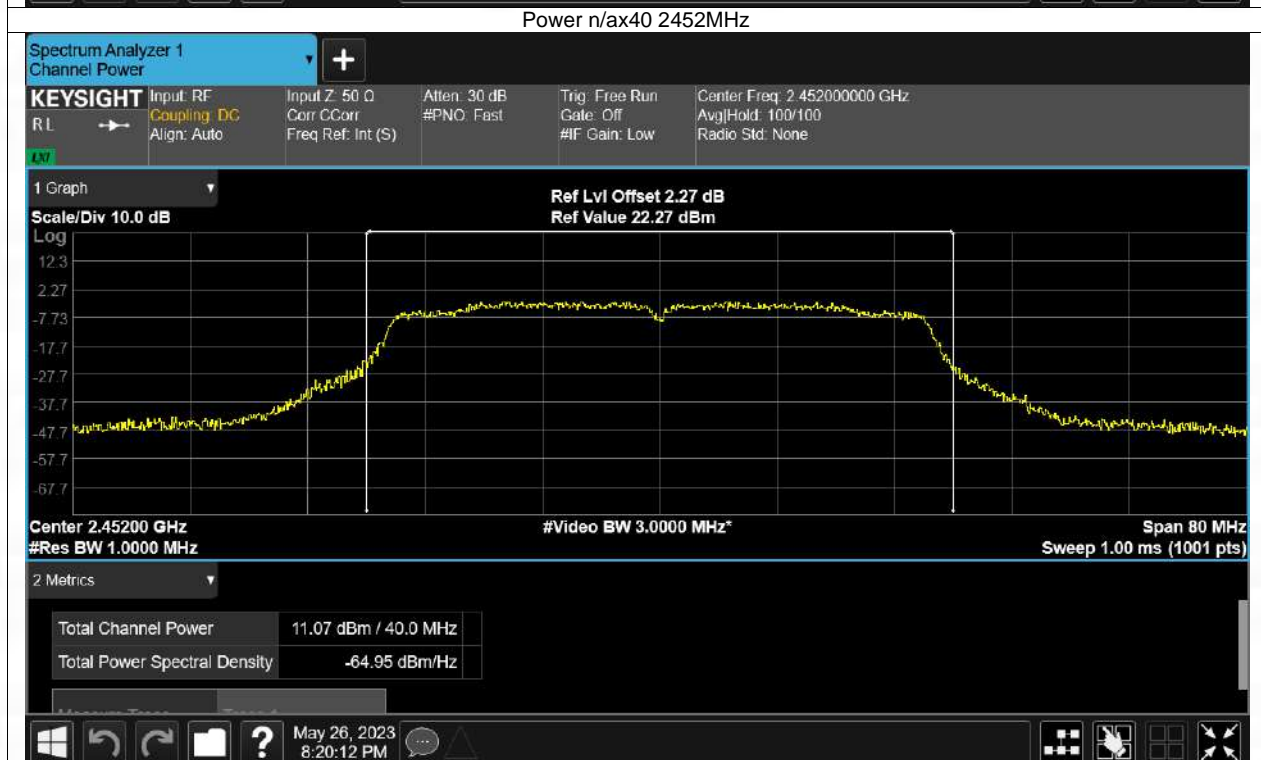 Power n/ax40 2452MHz
Spectrum Analyzer 1
Channel Power
+
KEYSIGHT
RL
LXI
Input: RF
Coupling: DC
Align: Auto
Input Z: 50 Ω
Corr CCorr
Freq Ref: Int (S)
Atten: 30 dB
#PNO: Fast
Trig: Free Run
Gate: Off
#IF Gain: Low
Center Freq: 2.452000000 GHz
Avg|Hold: 100/100
Radio Std: None
1 Graph
Scale/Div 10.0 dB
Ref Lvl Offset 2.27 dB
Ref Value 22.27 dBm
Log
12.3
2.27
-7.73
-17.7
-27.7
-37.7
-47.7
-57.7
-67.7
Center 2.45200 GHz
#Res BW 1.0000 MHz
#Video BW 3.0000 MHz*
Span 80 MHz
Sweep 1.00 ms (1001 pts)
2 Metrics
Total Channel Power 11.07 dBm / 40.0 MHz
Total Power Spectral Density -64.95 dBm/Hz
?
May 26, 2023
8:20:12 PM